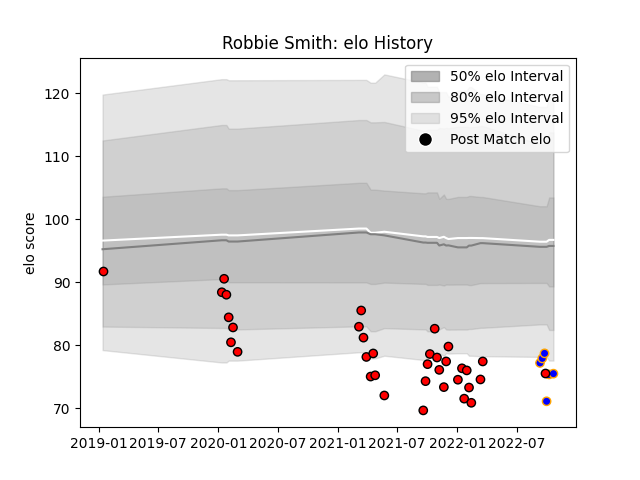 Robbie Smith: elo History
50% elo Interval
80% elo Interval
95% elo Interval
Post Match elo
elo score
120
110
100
90
80
70
2019-01 2019-07 2020-01 2020-07 2021-01 2021-07 2022-01 2022-07